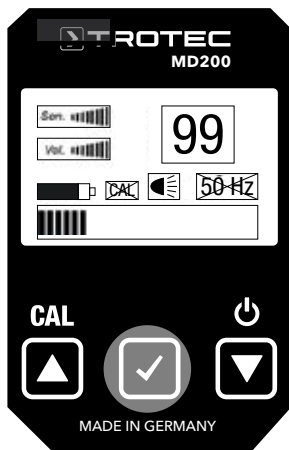 TROTEC
MD200
Sen.
99
Vol.
CAL
50 Hz
CAL
MADE IN GERMANY